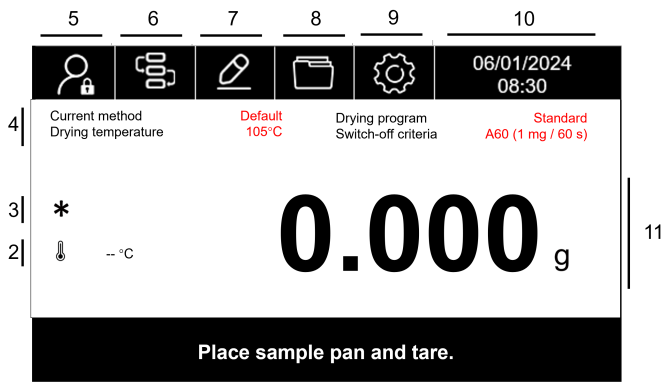 5 6 7 8 9 10
06/01/2024
08:30
4 Current method Default Drying program Standard
Drying temperature 105°C Switch-off criteria A60 (1 mg / 60 s)
3 *
0.000 g 11
2 -- °C
Place sample pan and tare.